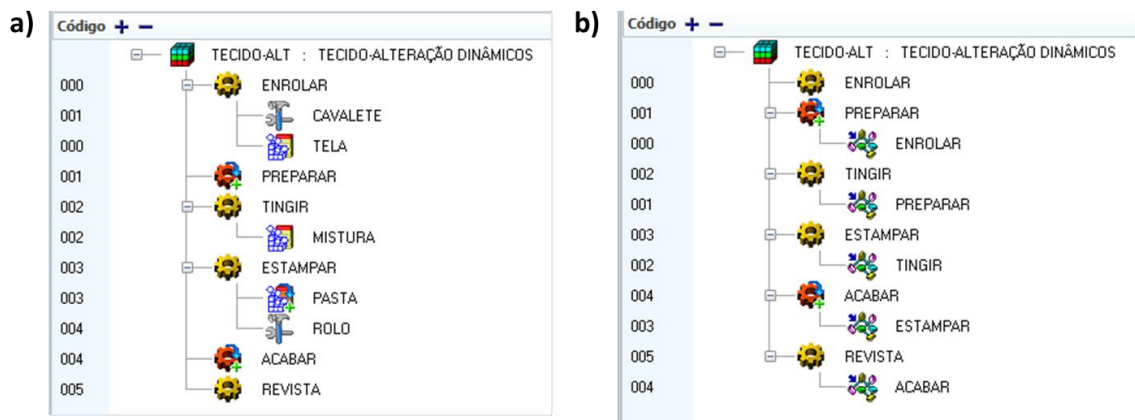 a)
Código + −
TECIDO-ALT : TECIDO-ALTERAÇÃO DINÂMICOS
000 ENROLAR
001 CAVALETE
000 TELA
001 PREPARAR
002 TINGIR
002 MISTURA
003 ESTAMPAR
003 PASTA
004 ROLO
004 ACABAR
005 REVISTA
b)
Código + −
TECIDO-ALT : TECIDO-ALTERAÇÃO DINÂMICOS
000 ENROLAR
001 PREPARAR
000 ENROLAR
002 TINGIR
001 PREPARAR
003 ESTAMPAR
002 TINGIR
004 ACABAR
003 ESTAMPAR
005 REVISTA
004 ACABAR